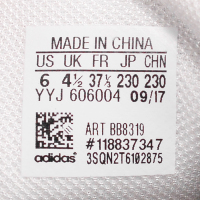 MADE IN CHINA
US UK FR JP CHN
6 4½ 37⅓ 230 230
YYJ 606004 09/17
ART BB8319
#118837347
adidas 3SQN2T6102875